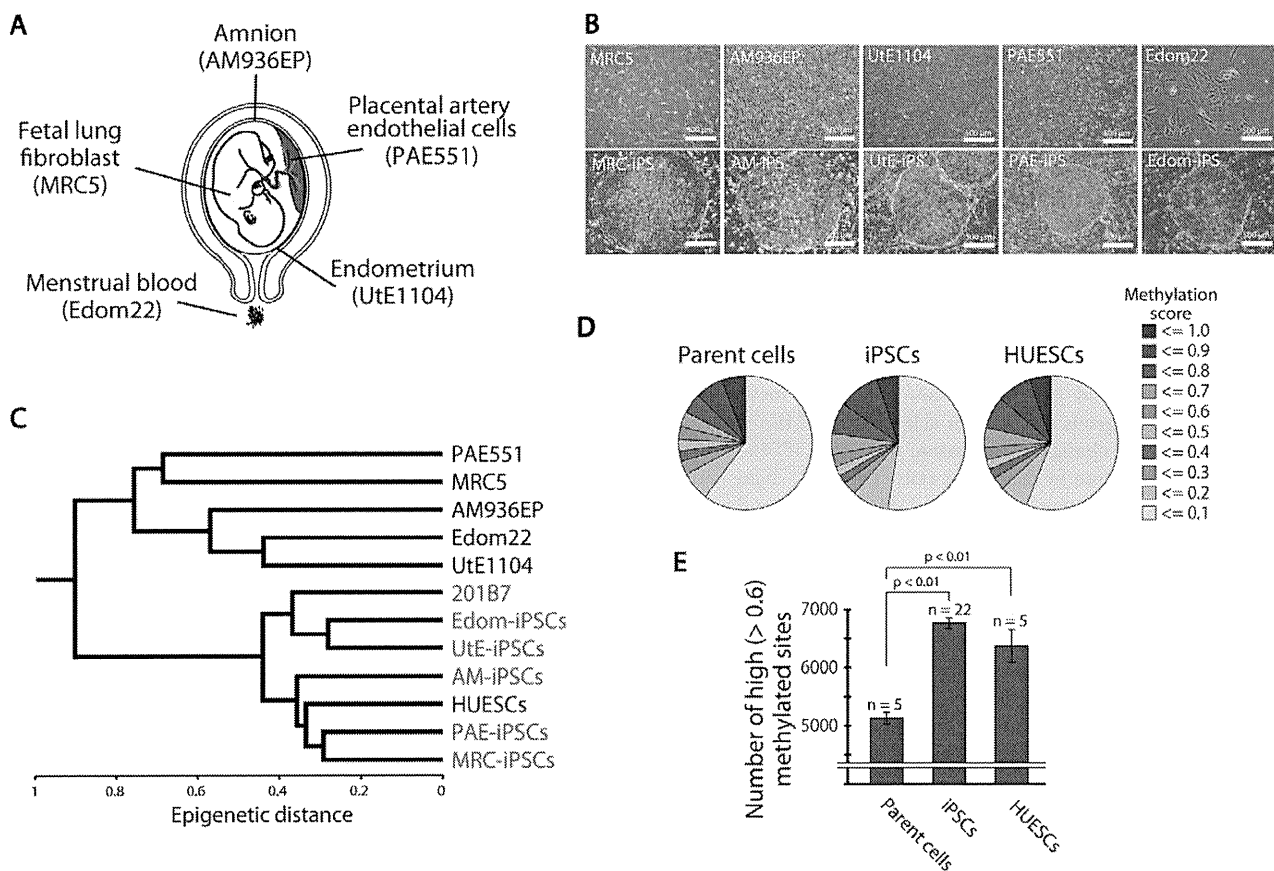 A
Amnion
(AM936EP)
Placental artery
endothelial cells
(PAE551)
Fetal lung
fibroblast
(MRC5)
Endometrium
(UtE1104)
Menstrual blood
(Edom22)
B
MRC5
AM936EP
UtE1104
PAE551
Edom22
MRC-iPS
AM-iPS
UtE-iPS
PAE-iPS
Edom-iPS
C
PAE551
MRC5
AM936EP
Edom22
UtE1104
201B7
Edom-iPSCs
UtE-iPSCs
AM-iPSCs
HUESCs
PAE-iPSCs
MRC-iPSCs
1
0.8
0.6
0.4
0.2
0
Epigenetic distance
D
Parent cells
iPSCs
HUESCs
Methylation
score
<= 1.0
<= 0.9
<= 0.8
<= 0.7
<= 0.6
<= 0.5
<= 0.4
<= 0.3
<= 0.2
<= 0.1
E
Number of high (> 0.6)
methylated sites
7000
6000
5000
p < 0.01
p < 0.01
n = 5
n = 22
n = 5
Parent cells
iPSCs
HUESCs